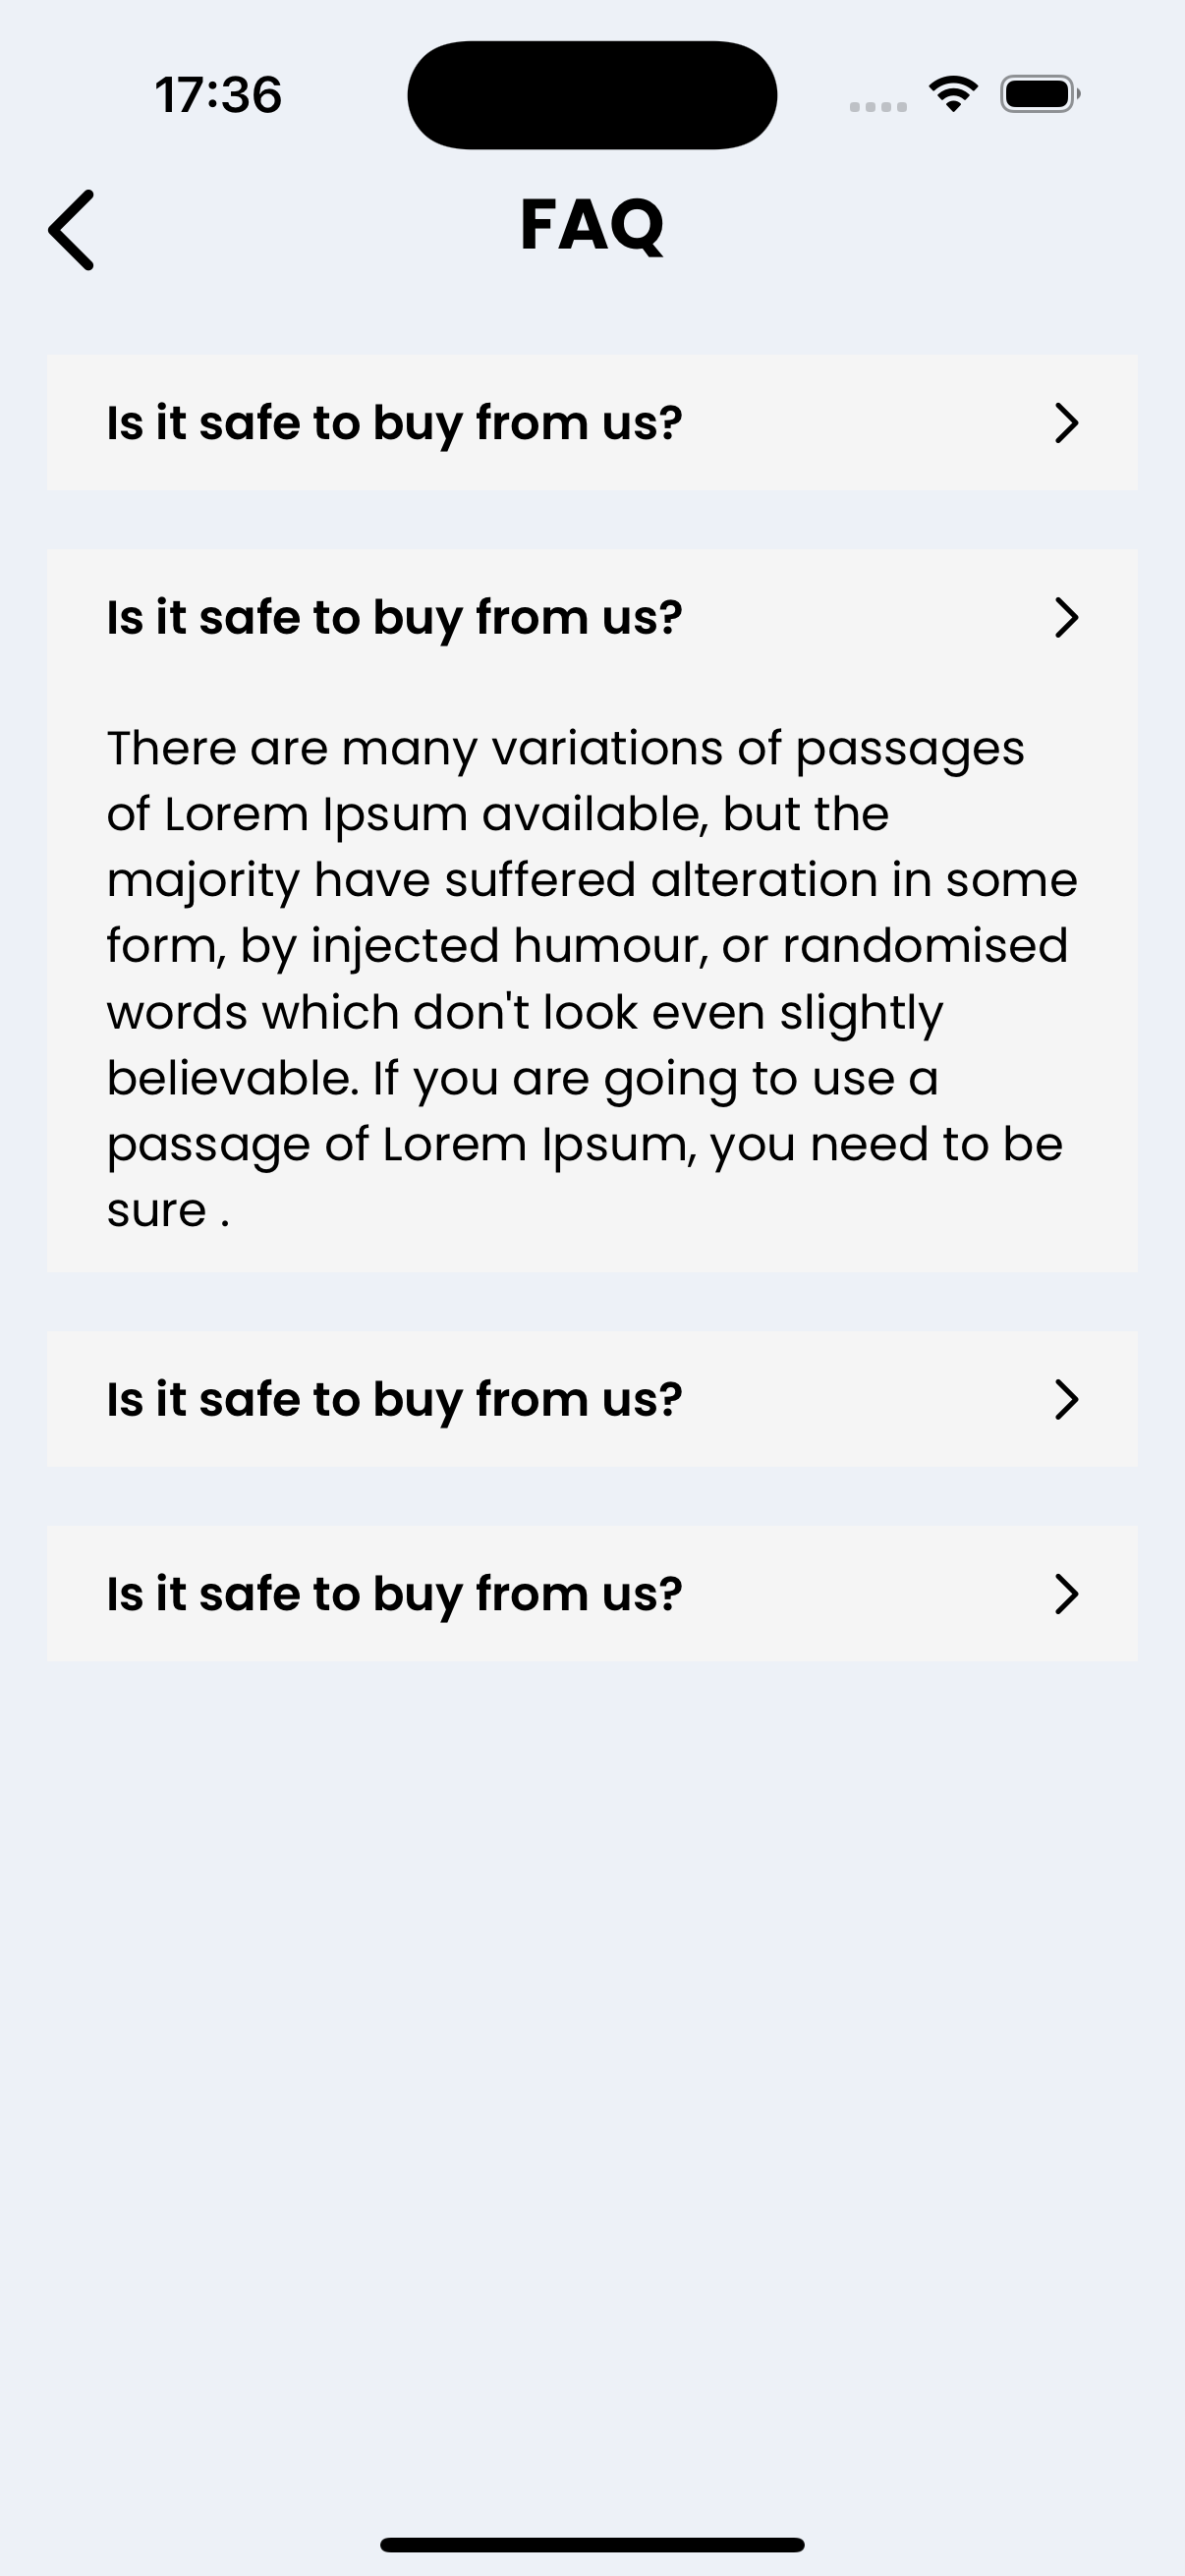 17:36
FAQ
Is it safe to buy from us?
Is it safe to buy from us?
There are many variations of passages
of Lorem Ipsum available, but the
majority have suffered alteration in some
form, by injected humour, or randomised
words which don't look even slightly
believable. If you are going to use a
passage of Lorem Ipsum, you need to be
sure .
Is it safe to buy from us?
Is it safe to buy from us?